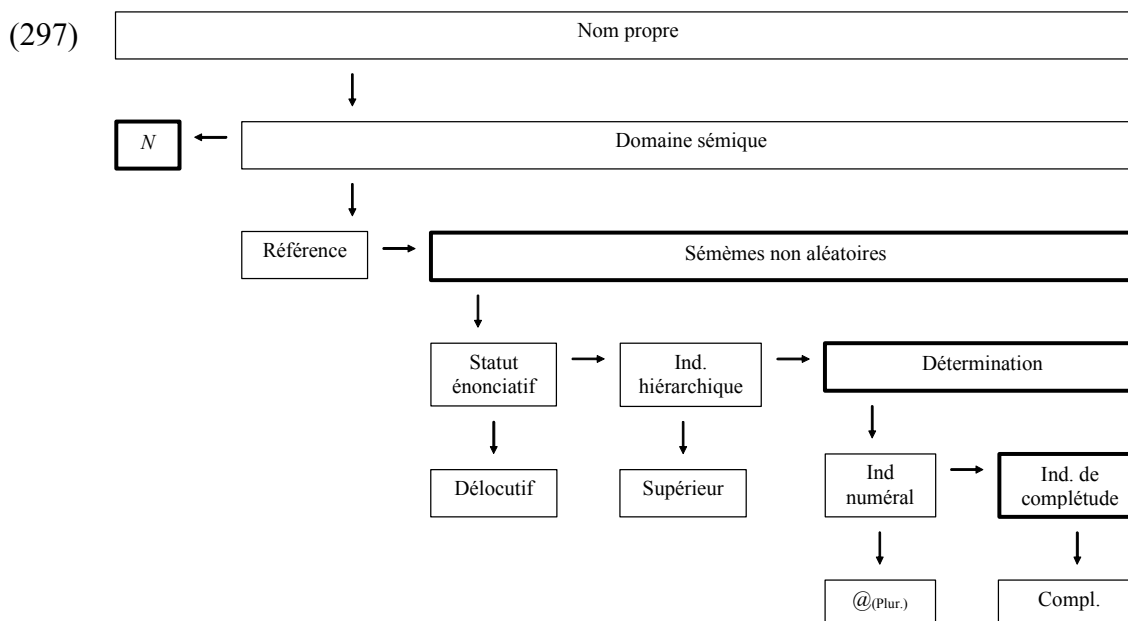 (297)
Nom propre
N
Domaine sémique
Référence
Sémèmes non aléatoires
Statut
énonciatif
Ind.
hiérarchique
Détermination
Délocutif
Supérieur
Ind
numéral
Ind. de
complétude
@(Plur.)
Compl.